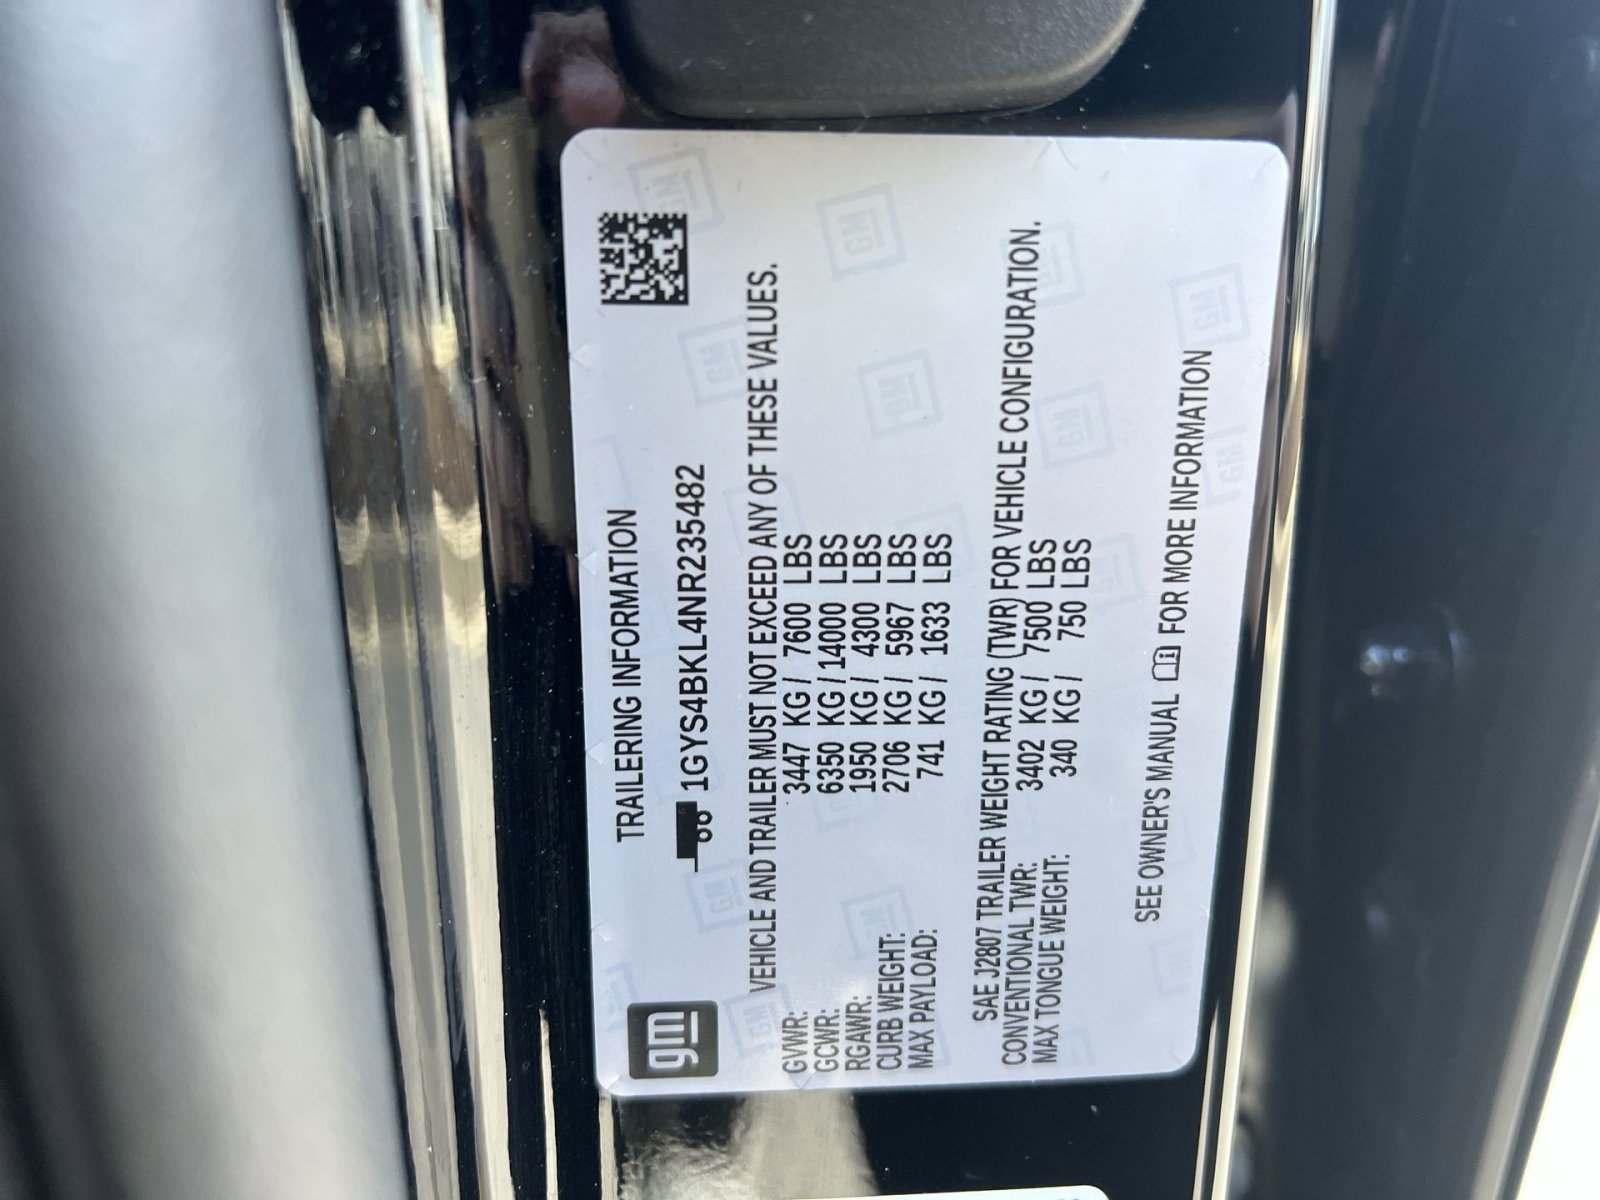 gm
TRAILERING INFORMATION
1GYS4BKL4NR235482
VEHICLE AND TRAILER MUST NOT EXCEED ANY OF THESE VALUES.
GVWR: 3447 KG / 7600 LBS
GCWR: 6350 KG / 14000 LBS
RGAWR: 1950 KG / 4300 LBS
CURB WEIGHT: 2706 KG / 5967 LBS
MAX PAYLOAD: 741 KG / 1633 LBS
SAE J2807 TRAILER WEIGHT RATING (TWR) FOR VEHICLE CONFIGURATION.
CONVENTIONAL TWR: 3402 KG / 7500 LBS
MAX TONGUE WEIGHT: 340 KG / 750 LBS
SEE OWNER'S MANUAL FOR MORE INFORMATION